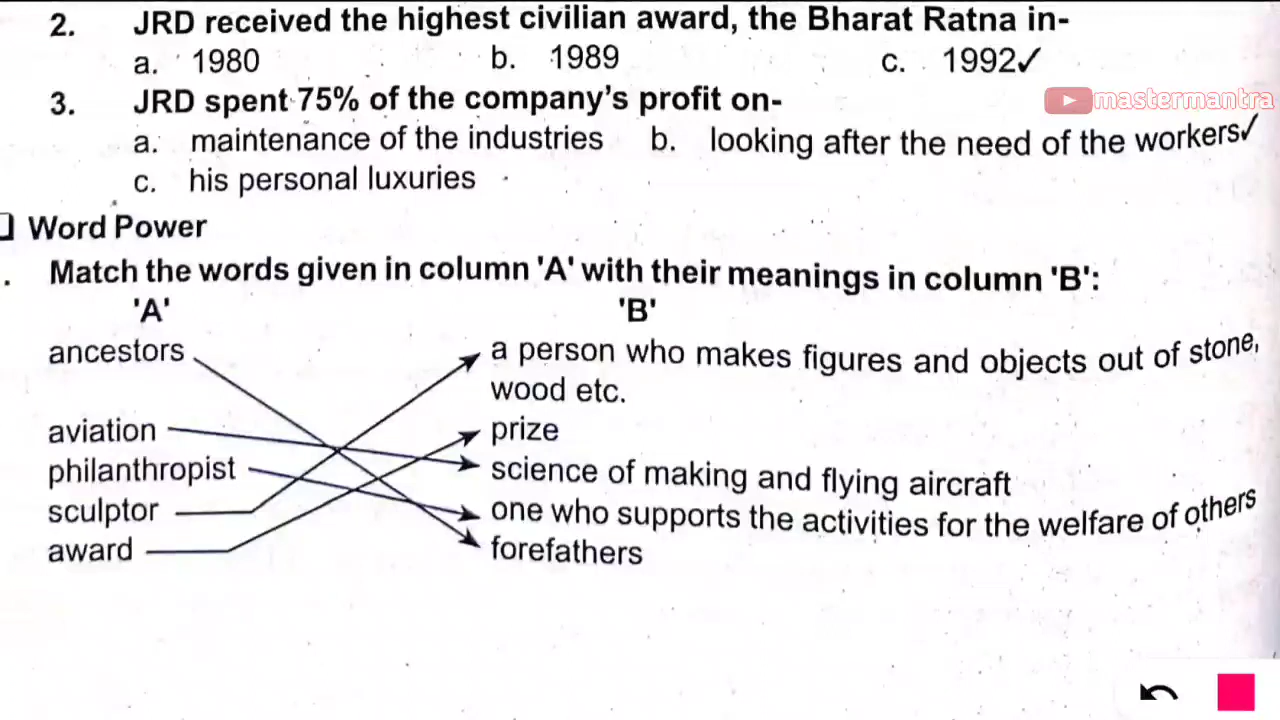 2. JRD received the highest civilian award, the Bharat Ratna in-
a. 1980 b. 1989 c. 1992✓
mastermantra
3. JRD spent 75% of the company's profit on-
a. maintenance of the industries b. looking after the need of the workers✓
c. his personal luxuries
❑ Word Power
. Match the words given in column 'A' with their meanings in column 'B':
'A' 'B'
ancestors a person who makes figures and objects out of stone,
wood etc.
aviation prize
philanthropist science of making and flying aircraft
sculptor one who supports the activities for the welfare of others
award forefathers